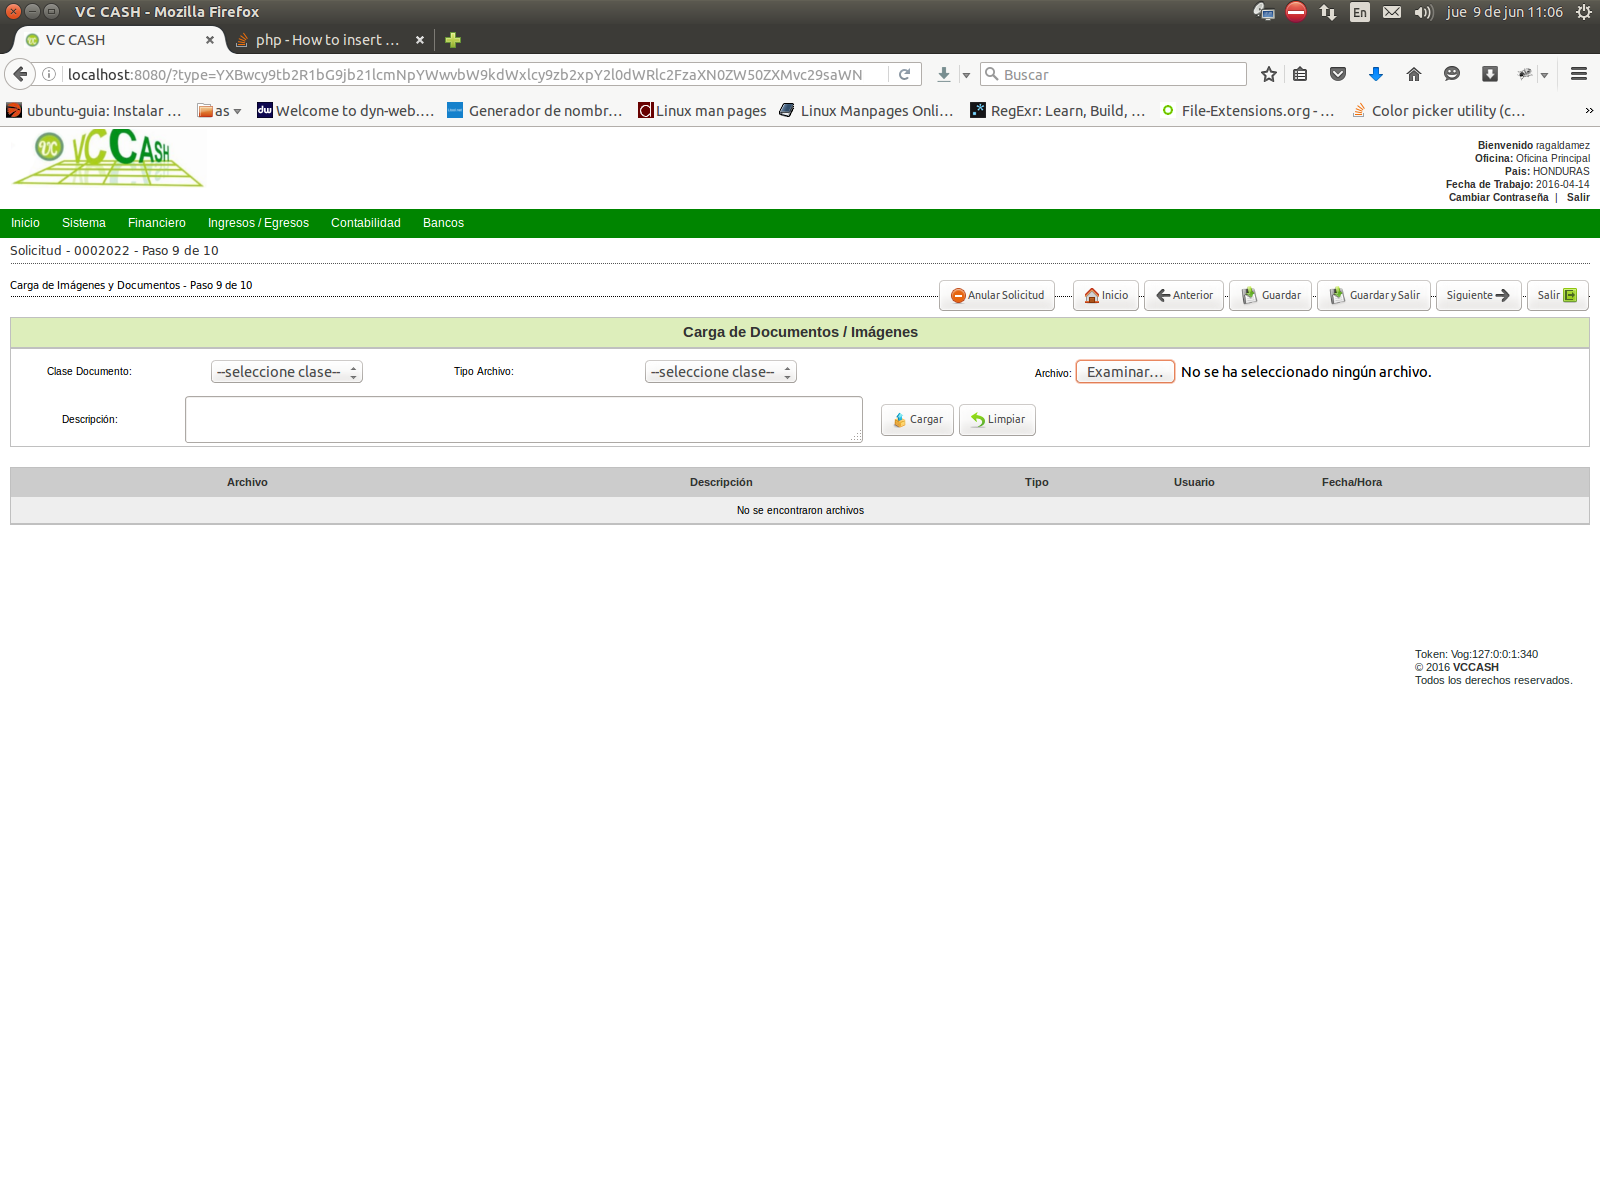 VC CASH - Mozilla Firefox
En
jue 9 de jun 11:06
VC CASH
php - How to insert ...
localhost:8080/?type=YXBwcy9tb2R1bG9jb21lcmNpYWwvbW9kdWxlcy9zb2xpY2l0dWRlc2FzaXN0ZW50ZXMvc29saWN
Buscar
ubuntu-guia: Instalar ...
as
dw Welcome to dyn-web....
Generador de nombr...
Linux man pages
Linux Manpages Onli...
RegExr: Learn, Build, ...
File-Extensions.org - ...
Color picker utility (c...
»
VC VC CASH
Bienvenido ragaldamez
Oficina: Oficina Principal
Pais: HONDURAS
Fecha de Trabajo: 2016-04-14
Cambiar Contraseña | Salir
Inicio Sistema Financiero Ingresos / Egresos Contabilidad Bancos
Solicitud - 0002022 - Paso 9 de 10
Carga de Imágenes y Documentos - Paso 9 de 10
Anular Solicitud Inicio Anterior Guardar Guardar y Salir Siguiente Salir
Carga de Documentos / Imágenes
Clase Documento: --seleccione clase-- Tipo Archivo: --seleccione clase-- Archivo: Examinar... No se ha seleccionado ningún archivo.
Descripción: Cargar Limpiar
Archivo Descripción Tipo Usuario Fecha/Hora
No se encontraron archivos
Token: Vog:127:0:0:1:340
© 2016 VCCASH
Todos los derechos reservados.